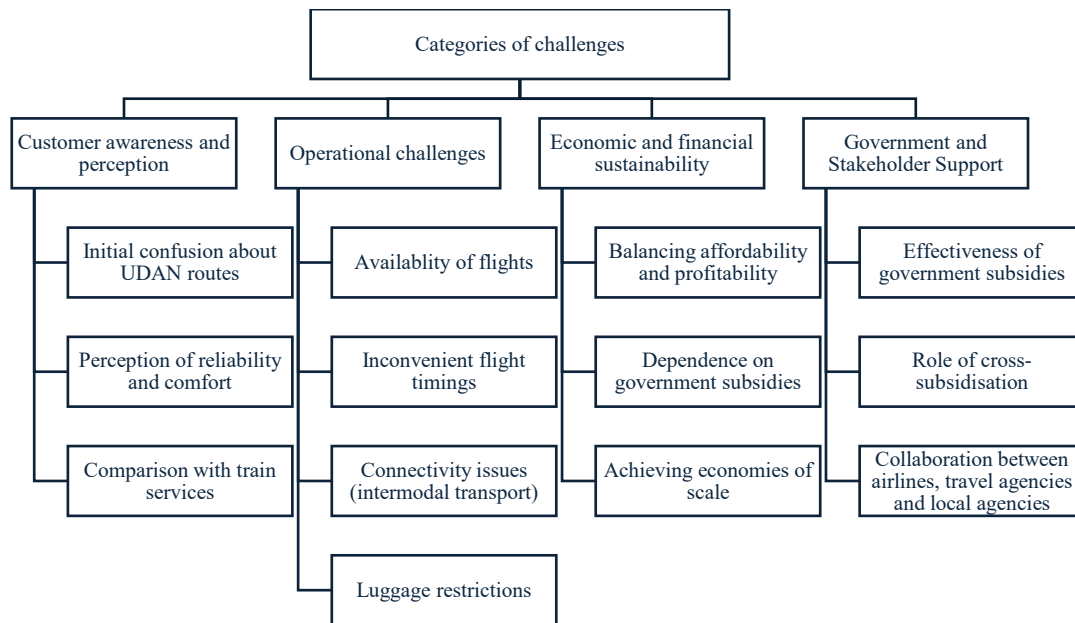 Categories of challenges
Customer awareness and
perception
Initial confusion about
UDAN routes
Perception of reliability
and comfort
Comparison with train
services
Operational challenges
Availablity of flights
Inconvenient flight
timings
Connectivity issues
(intermodal transport)
Luggage restrictions
Economic and financial
sustainability
Balancing affordability
and profitability
Dependence on
government subsidies
Achieving economies of
scale
Government and
Stakeholder Support
Effectiveness of
government subsidies
Role of cross-
subsidisation
Collaboration between
airlines, travel agencies
and local agencies